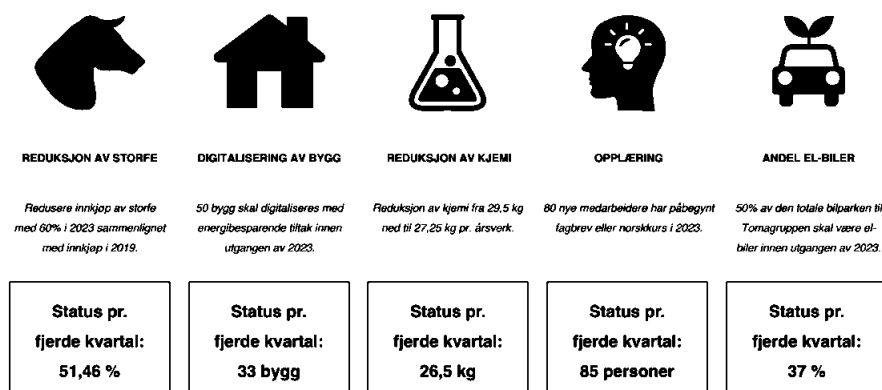 REDUKSJON AV STORFE
Redusere innkjøp av storfe
med 60% i 2023 sammenlignet
med innkjøp i 2019.
Status pr.
fjerde kvartal:
51,46 %
DIGITALISERING AV BYGG
50 bygg skal digitaliseres med
energibesparende tiltak innen
utgangen av 2023.
Status pr.
fjerde kvartal:
33 bygg
REDUKSJON AV KJEMI
Reduksjon av kjemi fra 29,5 kg
ned til 27,25 kg pr. årsverk.
Status pr.
fjerde kvartal:
26,5 kg
OPPLÆRING
80 nye medarbeidere har påbegynt
fagbrev eller norskkurs i 2023.
Status pr.
fjerde kvartal:
85 personer
ANDEL EL-BILER
50% av den totale bilparken til
Tomagruppen skal være el-
biler innen utgangen av 2023.
Status pr.
fjerde kvartal:
37 %